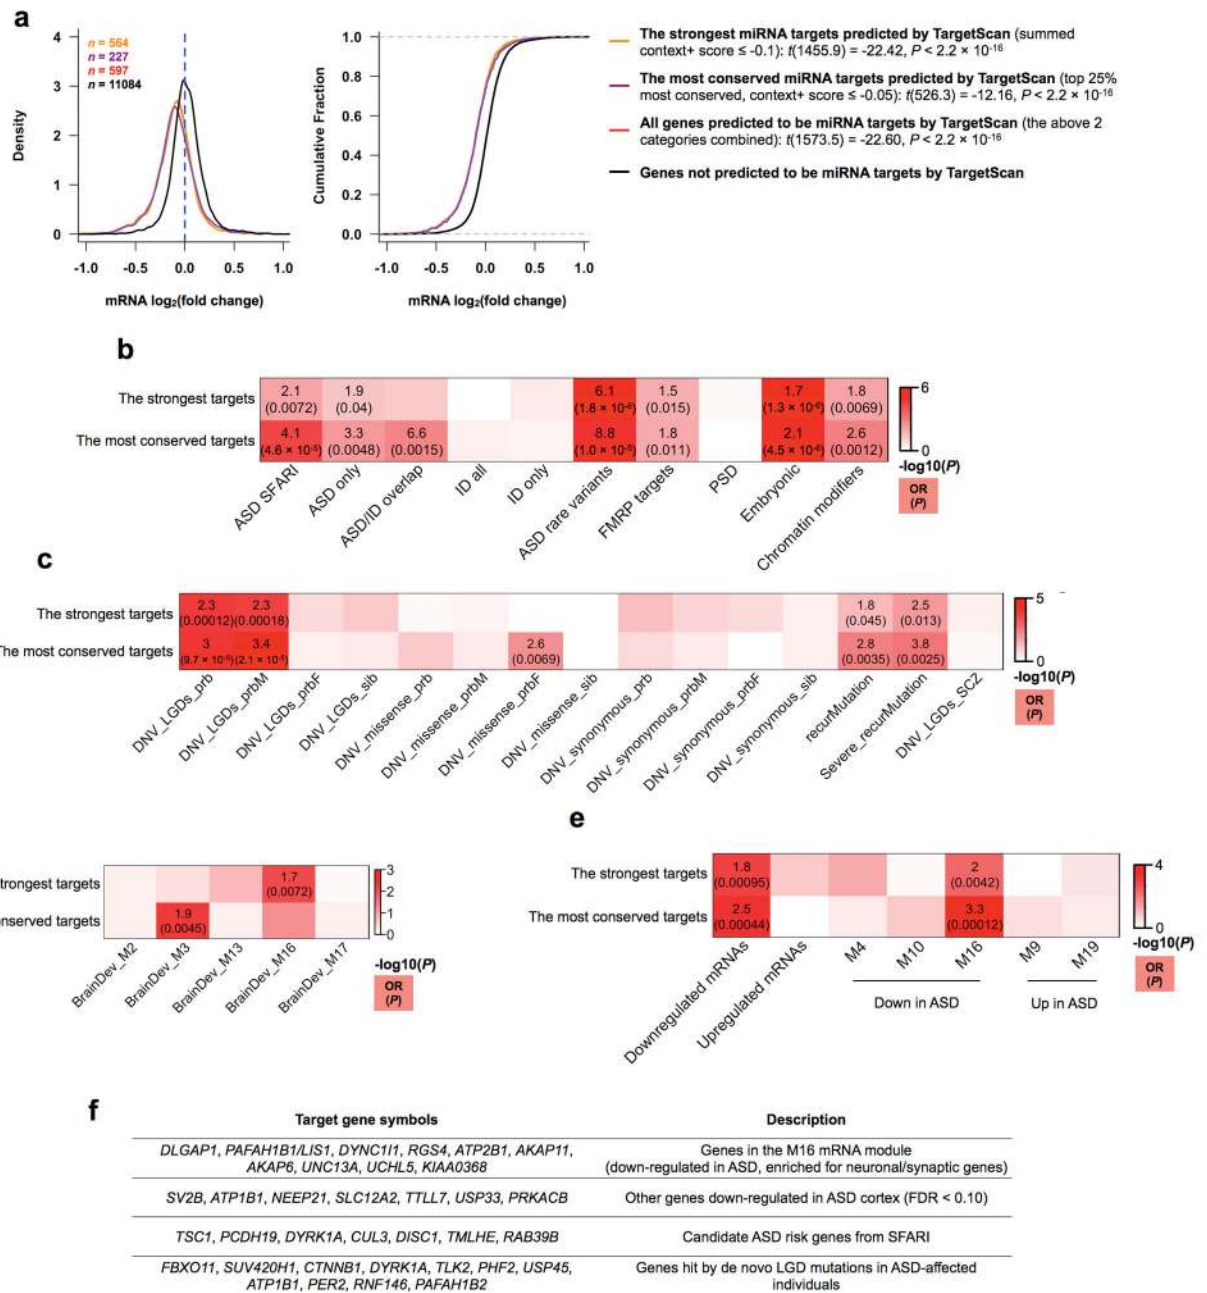 a
n = 564
n = 227
n = 597
n = 11084
4
3
2
1
0
Density
-1.0 -0.5 0.0 0.5 1.0
mRNA log2(fold change)
1.0
0.8
0.6
0.4
0.2
0.0
Cumulative Fraction
-1.0 -0.5 0.0 0.5 1.0
mRNA log2(fold change)
The strongest miRNA targets predicted by TargetScan (summed
context+ score ≤ -0.1): t(1455.9) = -22.42, P < 2.2 × 10-16
The most conserved miRNA targets predicted by TargetScan (top 25%
most conserved, context+ score ≤ -0.05): t(526.3) = -12.16, P < 2.2 × 10-16
All genes predicted to be miRNA targets by TargetScan (the above 2
categories combined): t(1573.5) = -22.60, P < 2.2 × 10-16
Genes not predicted to be miRNA targets by TargetScan
b
The strongest targets
2.1 1.9 6.1 1.5 1.7 1.8
(0.0072) (0.04) (1.8 × 10-6) (0.015) (1.3 × 10-6) (0.0069)
The most conserved targets
4.1 3.3 6.6 8.8 1.8 2.1 2.6
(4.6 × 10-5) (0.0048) (0.0015) (1.0 × 10-5) (0.011) (4.5 × 10-6) (0.0012)
ASD SFARI
ASD only
ASD/ID overlap
ID all
ID only
ASD rare variants
FMRP targets
PSD
Embryonic
Chromatin modifiers
6
0
-log10(P)
OR
(P)
c
The strongest targets
2.3 2.3 1.8 2.5
(0.00012) (0.00018) (0.045) (0.013)
The most conserved targets
3 3.4 2.6 2.8 3.8
(9.7 × 10-5) (2.1 × 10-5) (0.0069) (0.0035) (0.0025)
DNV_LGDs_prb
DNV_LGDs_prbM
DNV_LGDs_prbF
DNV_LGDs_sib
DNV_missense_prb
DNV_missense_prbM
DNV_missense_prbF
DNV_missense_sib
DNV_synonymous_prb
DNV_synonymous_prbM
DNV_synonymous_prbF
DNV_synonymous_sib
recurMutation
Severe_recurMutation
DNV_LGDs_SCZ
5
0
-log10(P)
OR
(P)
trongest targets
1.7
(0.0072)
onserved targets
1.9
(0.0045)
BrainDev_M2
BrainDev_M3
BrainDev_M13
BrainDev_M16
BrainDev_M17
3
2
1
0
-log10(P)
OR
(P)
e
The strongest targets
1.8 2
(0.00095) (0.0042)
The most conserved targets
2.5 3.3
(0.00044) (0.00012)
Downregulated mRNAs
Upregulated mRNAs
M4
M10
M16
M9
M19
Down in ASD
Up in ASD
4
0
-log10(P)
OR
(P)
f
Target gene symbols Description
DLGAP1, PAFAH1B1/LIS1, DYNC1I1, RGS4, ATP2B1, AKAP11,
AKAP6, UNC13A, UCHL5, KIAA0368
Genes in the M16 mRNA module
(down-regulated in ASD, enriched for neuronal/synaptic genes)
SV2B, ATP1B1, NEEP21, SLC12A2, TTLL7, USP33, PRKACB
Other genes down-regulated in ASD cortex (FDR < 0.10)
TSC1, PCDH19, DYRK1A, CUL3, DISC1, TMLHE, RAB39B
Candidate ASD risk genes from SFARI
FBXO11, SUV420H1, CTNNB1, DYRK1A, TLK2, PHF2, USP45,
ATP1B1, PER2, RNF146, PAFAH1B2
Genes hit by de novo LGD mutations in ASD-affected
individuals